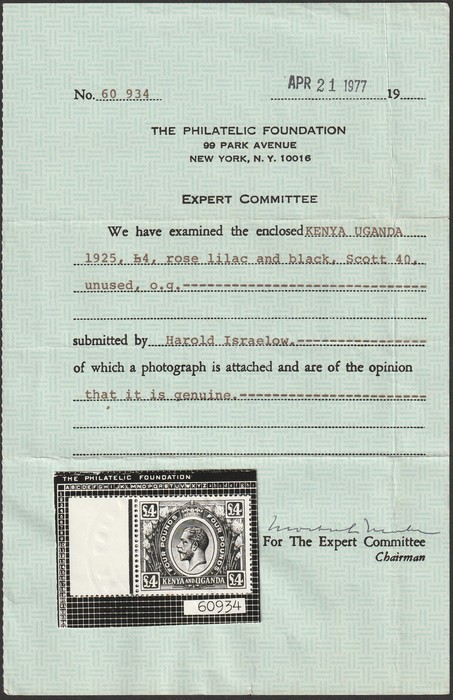 No. 60 934
APR 21 1977 19
THE PHILATELIC FOUNDATION
99 PARK AVENUE
NEW YORK, N. Y. 10016
EXPERT COMMITTEE
We have examined the enclosed KENYA UGANDA
1925, £4, rose lilac and black, Scott 40,
unused, o.g.
submitted by Harold Israelow.
of which a photograph is attached and are of the opinion
that it is genuine.
THE PHILATELIC FOUNDATION
£4 £4
FOUR POUNDS FOUR POUNDS
£4 £4
KENYA AND UGANDA
60934
For The Expert Committee
Chairman